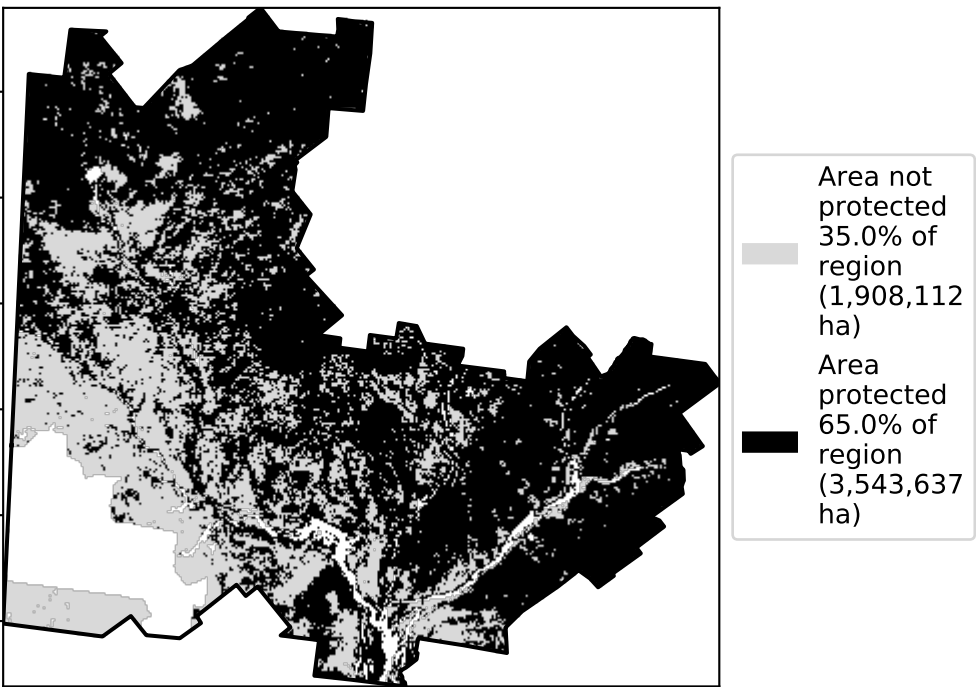 Area not
protected
35.0% of
region
(1,908,112
ha)
Area
protected
65.0% of
region
(3,543,637
ha)